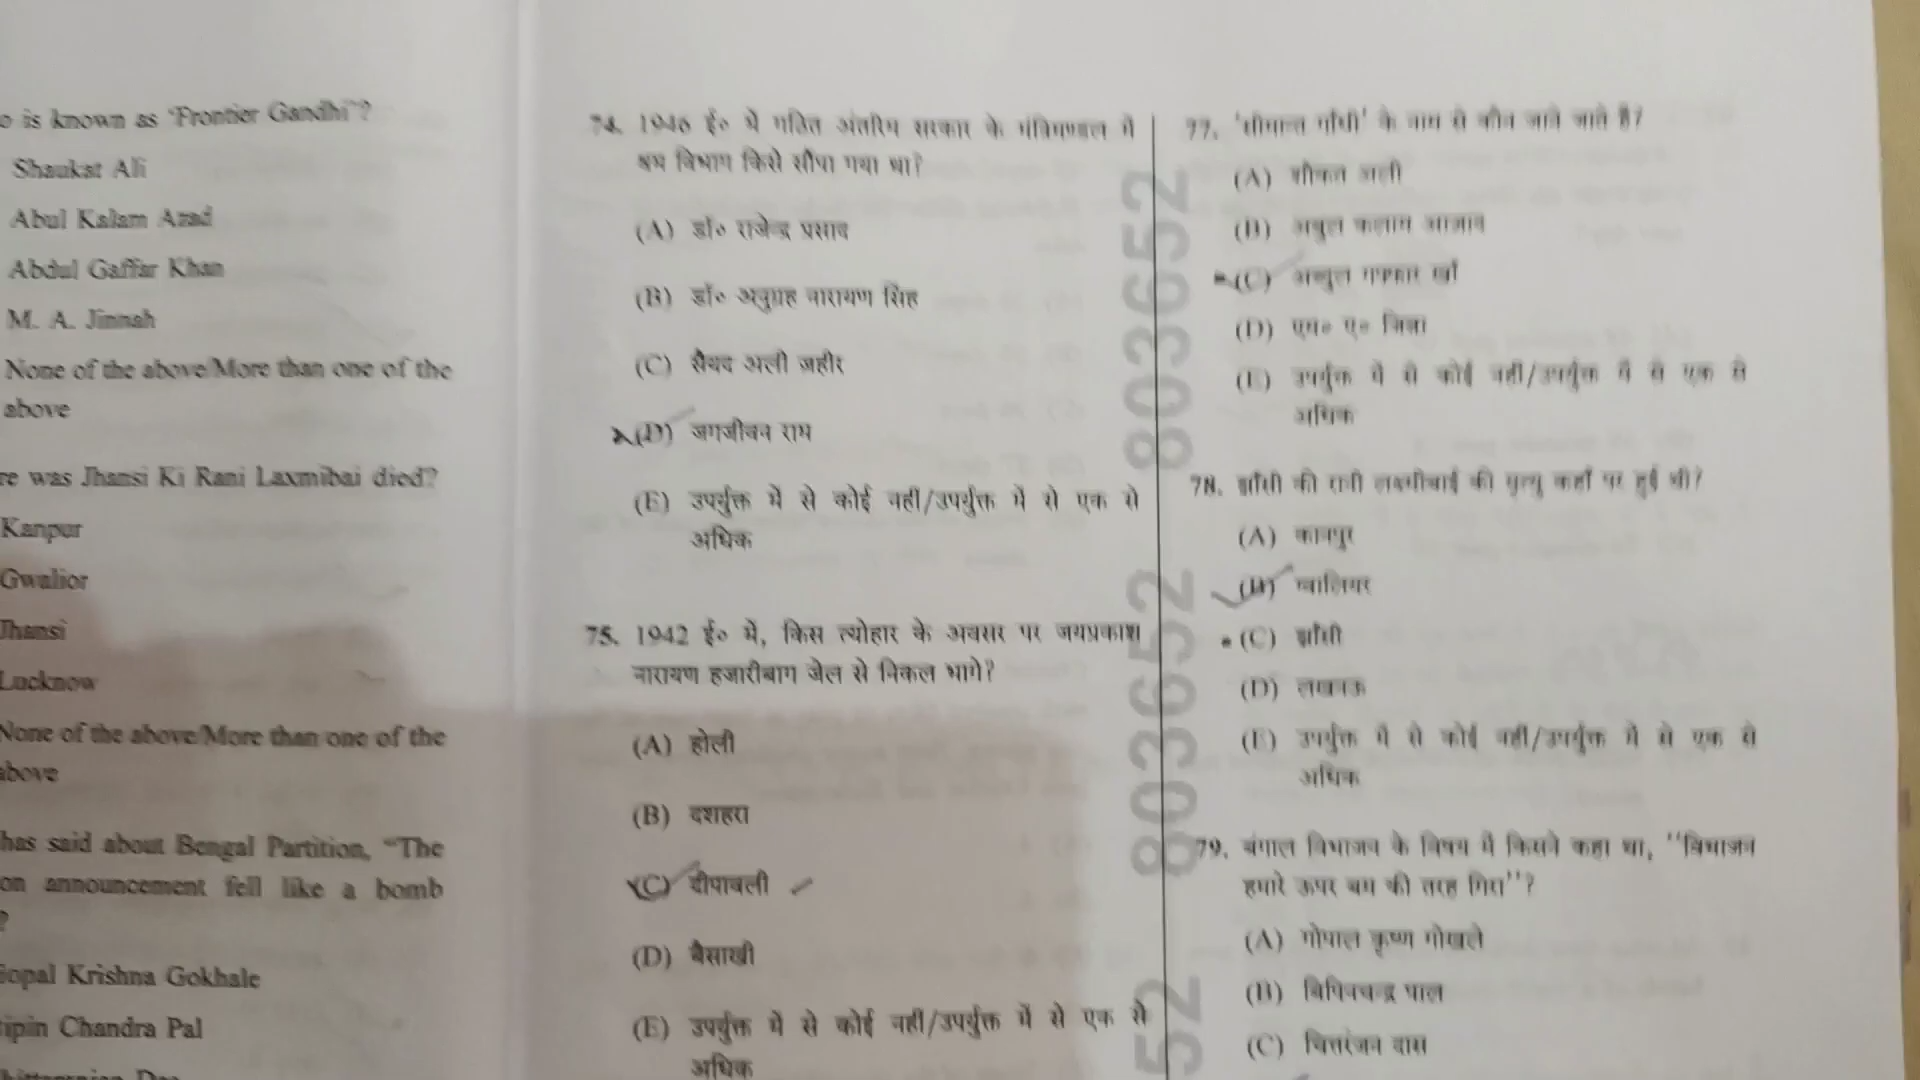 is known as 'Frontier Gandhi'?
Shaukat Ali
Abul Kalam Azad
Abdul Gaffar Khan
M. A. Jinnah
None of the above/More than one of the
above
re was Jhansi Ki Rani Laxmibai died?
Kanpur
Gwalior
Jhansi
Lucknow
None of the above/More than one of the
above
has said about Bengal Partition, "The
on announcement fell like a bomb
?
Gopal Krishna Gokhale
ipin Chandra Pal
74. 1946 ई० में गठित अंतरिम सरकार के मंत्रिमण्डल में
श्रम विभाग किसे सौंपा गया था?
(A) डॉ० राजेन्द्र प्रसाद
(B) डॉ० अनुग्रह नारायण सिंह
(C) सैयद अली ज़हीर
(D) जगजीवन राम
(E) उपर्युक्त में से कोई नहीं/उपर्युक्त में से एक से
अधिक
75. 1942 ई० में, किस त्योहार के अवसर पर जयप्रकाश
नारायण हजारीबाग जेल से निकल भागे?
(A) होली
(B) दशहरा
(C) दीपावली
(D) बैसाखी
(E) उपर्युक्त में से कोई नहीं/उपर्युक्त में से एक से
अधिक
8036652
8036652
52
77. 'सीमान्त गाँधी' के नाम से कौन जाने जाते हैं?
(A) शौकत अली
(B) अबुल कलाम आजाद
(C) अब्दुल गफ्फार खाँ
(D) एम० ए० जिन्ना
(E) उपर्युक्त में से कोई नहीं/उपर्युक्त में से एक से
अधिक
78. झाँसी की रानी लक्ष्मीबाई की मृत्यु कहाँ पर हुई थी?
(A) कानपुर
(B) ग्वालियर
(C) झाँसी
(D) लखनऊ
(E) उपर्युक्त में से कोई नहीं/उपर्युक्त में से एक से
अधिक
79. बंगाल विभाजन के विषय में किसने कहा था, "विभाजन
हमारे ऊपर बम की तरह गिरा"?
(A) गोपाल कृष्ण गोखले
(B) बिपिनचन्द्र पाल
(C) चित्तरंजन दास